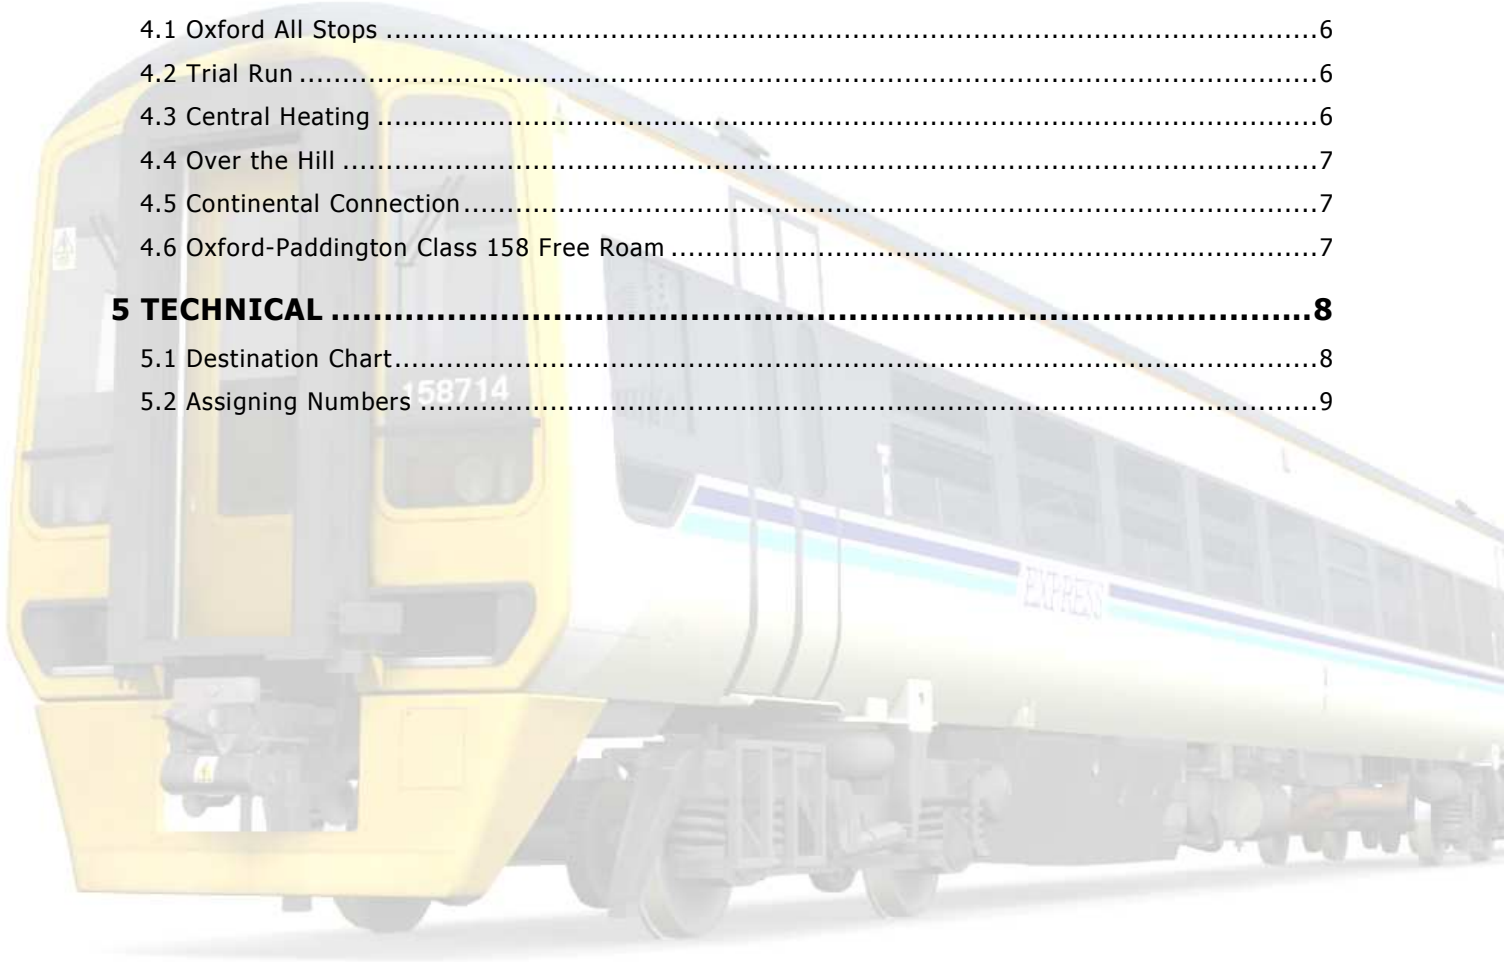 4.1 Oxford All Stops ........................................................................................................ 6
4.2 Trial Run ........................................................................................................ 6
4.3 Central Heating ........................................................................................................ 6
4.4 Over the Hill ........................................................................................................ 7
4.5 Continental Connection ........................................................................................................ 7
4.6 Oxford-Paddington Class 158 Free Roam ........................................................................................................ 7
5 TECHNICAL ........................................................................................................ 8
5.1 Destination Chart ........................................................................................................ 8
5.2 Assigning Numbers ........................................................................................................ 9
158714
EXPRESS